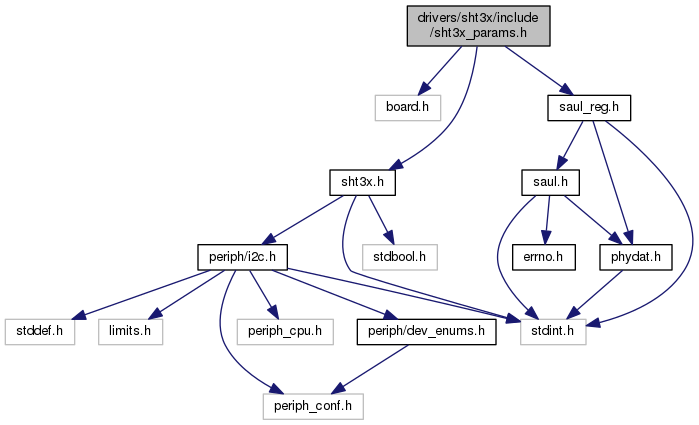 drivers/sht3x/include
/sht3x_params.h
board.h
saul_reg.h
sht3x.h
saul.h
periph/i2c.h
stdbool.h
errno.h
phydat.h
stddef.h
limits.h
periph_cpu.h
periph/dev_enums.h
stdint.h
periph_conf.h